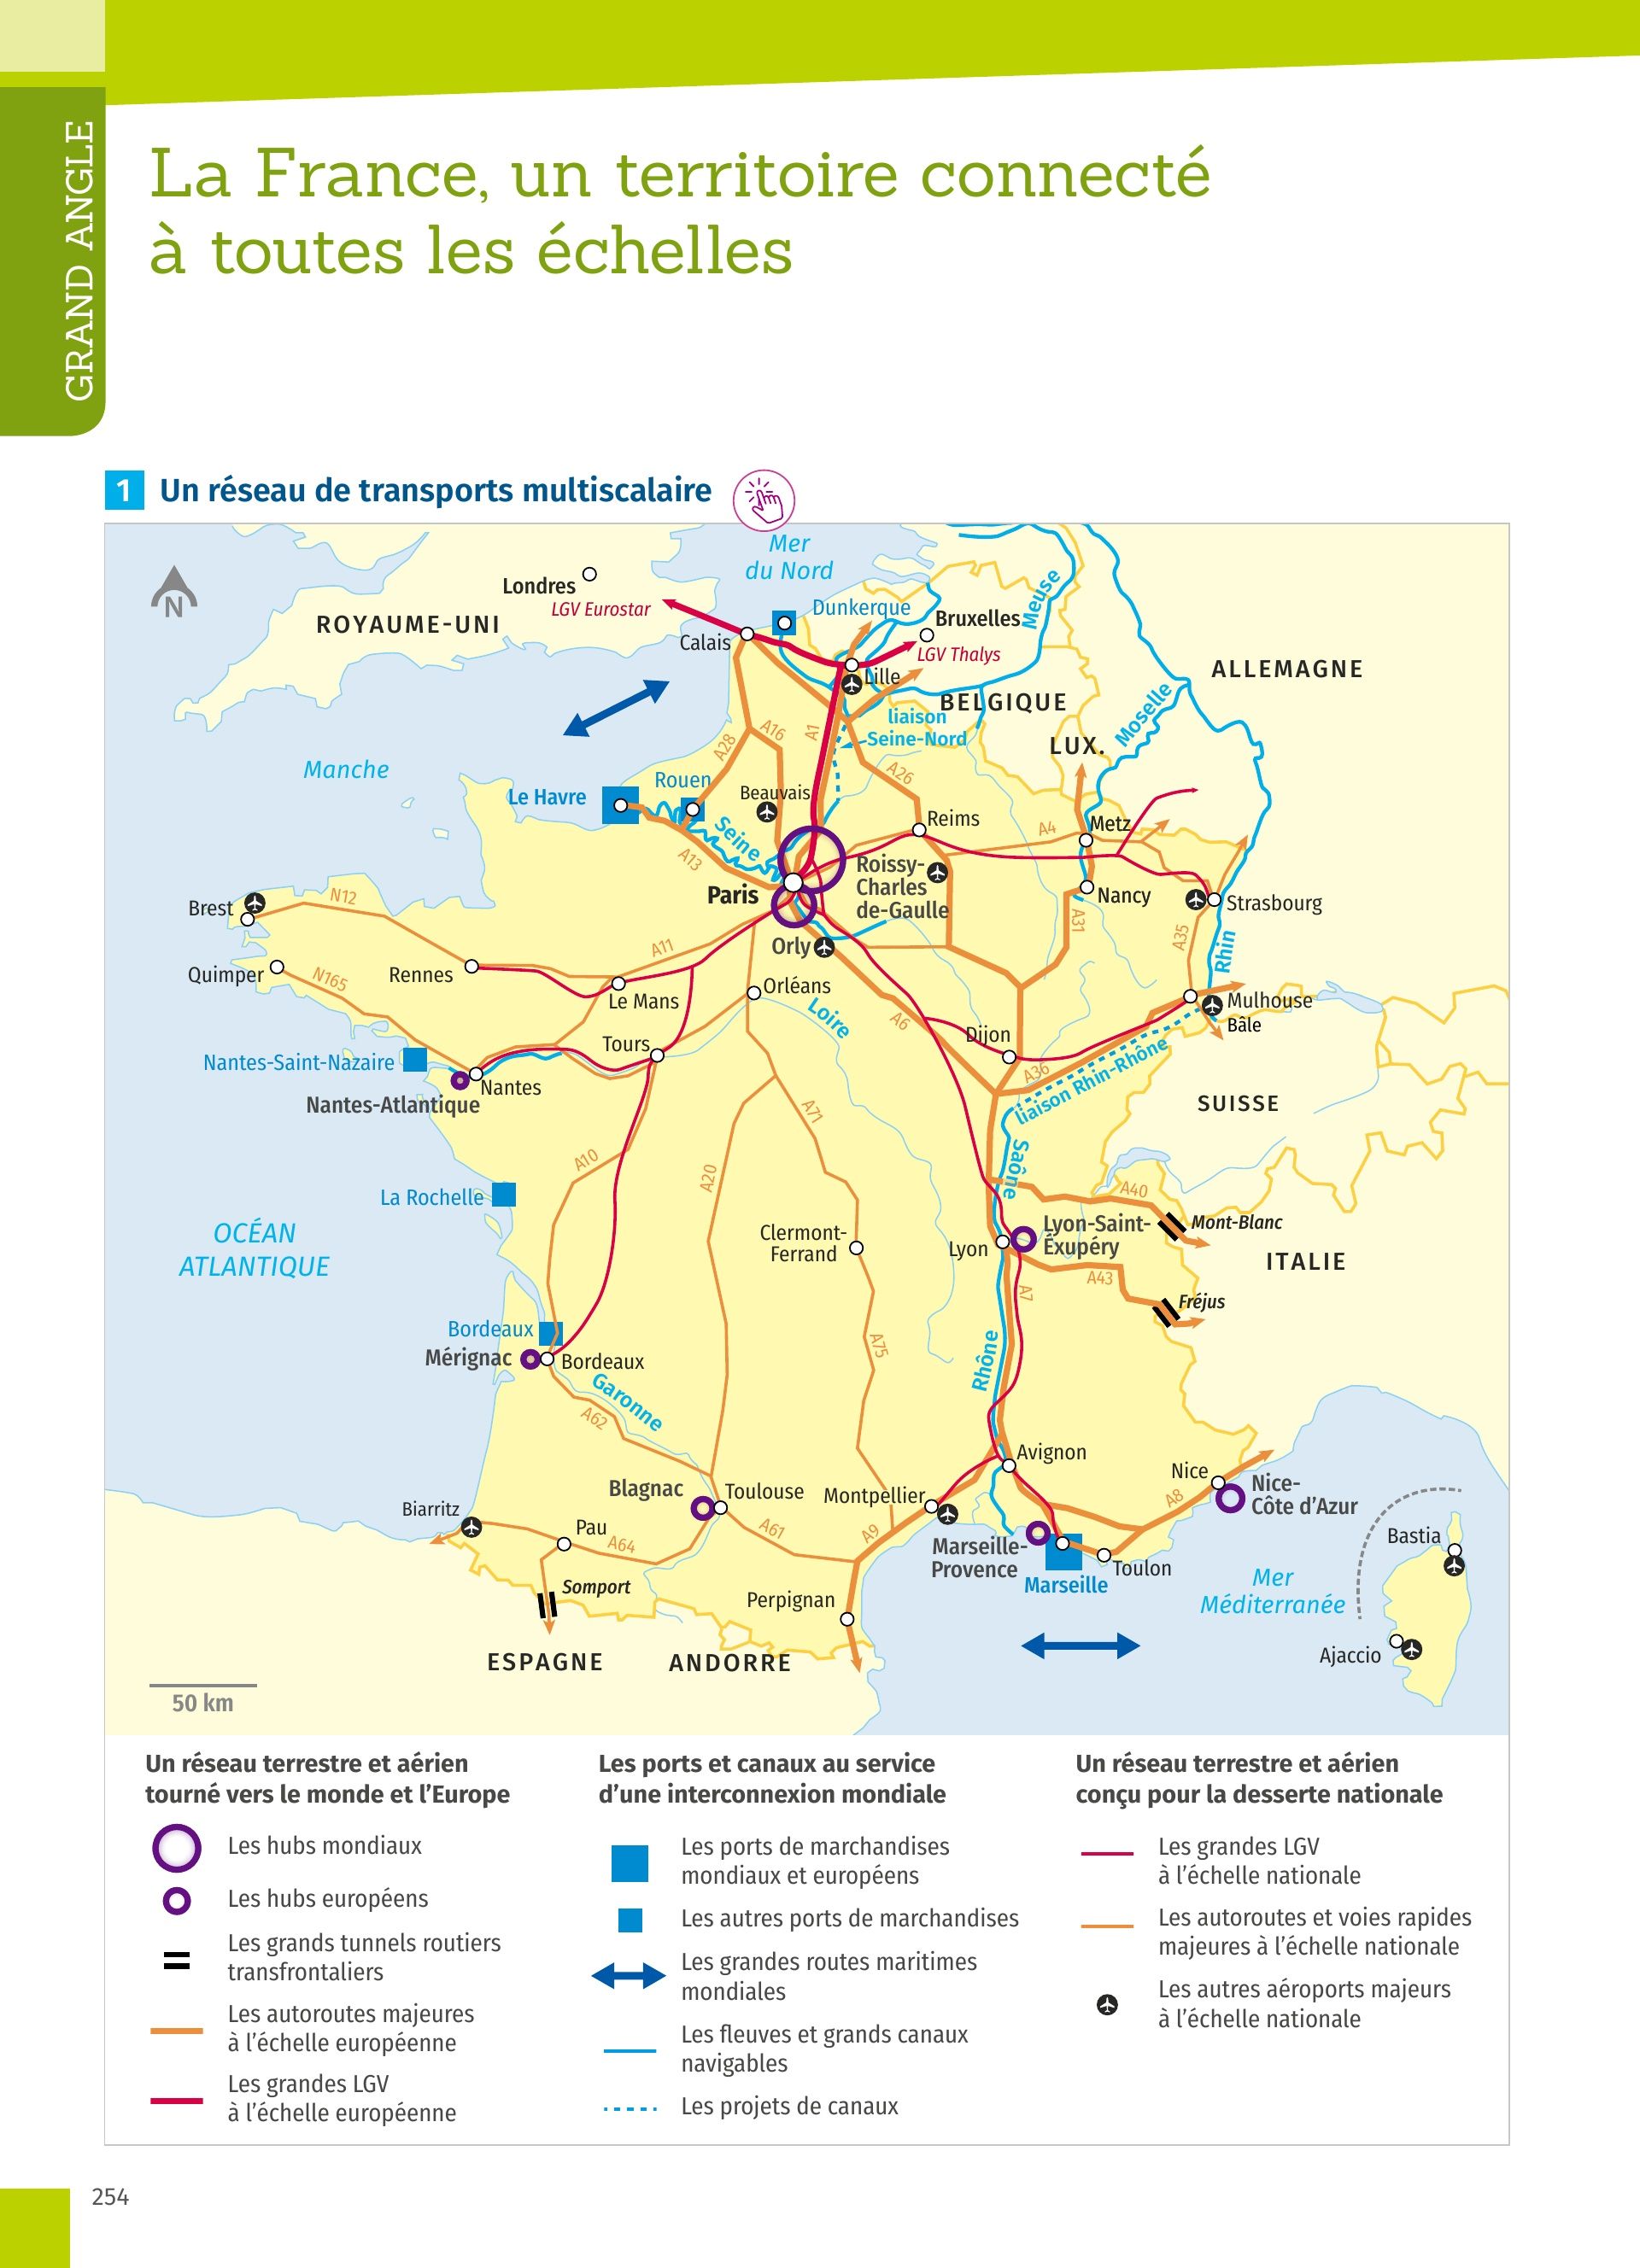 GRAND ANGLE
La France, un territoire connecté
à toutes les échelles
1 Un réseau de transports multiscalaire
Mer
du Nord
N
Londres
LGV Eurostar
ROYAUME-UNI
Dunkerque
Bruxelles
Meuse
Calais
LGV Thalys
Lille
ALLEMAGNE
BELGIQUE
liaison
Seine-Nord
Moselle
LUX.
A28
A16
A1
A26
Manche
Rouen
Le Havre
Beauvais
Reims
A4
Metz
Seine
A13
Roissy-
Charles
de-Gaulle
Paris
Nancy
Strasbourg
Brest
N12
A31
A35
Rhin
Orly
A11
Quimper
N165
Rennes
Le Mans
Orléans
Loire
A6
Mulhouse
Bâle
Dijon
Tours
Nantes-Saint-Nazaire
Nantes
Nantes-Atlantique
A36
liaison Rhin-Rhône
SUISSE
A71
A10
A20
Saône
A40
La Rochelle
OCÉAN
ATLANTIQUE
Clermont-
Ferrand
Lyon
Lyon-Saint-
Éxupéry
Mont-Blanc
ITALIE
A43
A7
Fréjus
Bordeaux
Mérignac
Bordeaux
A75
Rhône
Garonne
A62
Avignon
Nice
Nice-
Côte d'Azur
A8
Blagnac
Toulouse
Montpellier
Biarritz
Pau
A64
A61
A9
Marseille-
Provence
Marseille
Toulon
Bastia
Somport
Perpignan
Mer
Méditerranée
Ajaccio
ESPAGNE
ANDORRE
50 km
Un réseau terrestre et aérien
tourné vers le monde et l'Europe
Les hubs mondiaux
Les hubs européens
Les grands tunnels routiers
transfrontaliers
Les autoroutes majeures
à l'échelle européenne
Les grandes LGV
à l'échelle européenne
Les ports et canaux au service
d'une interconnexion mondiale
Les ports de marchandises
mondiaux et européens
Les autres ports de marchandises
Les grandes routes maritimes
mondiales
Les fleuves et grands canaux
navigables
Les projets de canaux
Un réseau terrestre et aérien
conçu pour la desserte nationale
Les grandes LGV
à l'échelle nationale
Les autoroutes et voies rapides
majeures à l'échelle nationale
Les autres aéroports majeurs
à l'échelle nationale
254